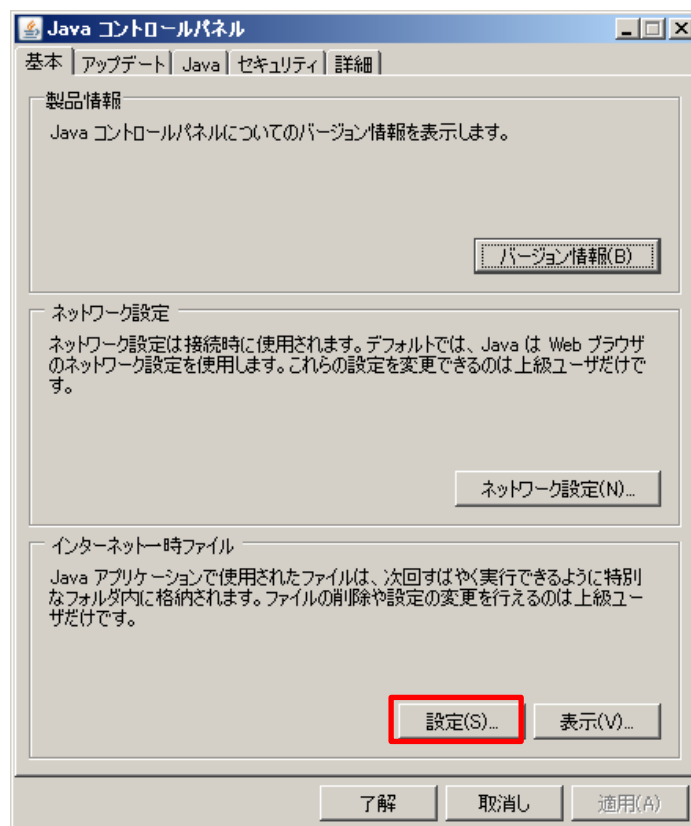 Java コントロールパネル
基本 アップデート Java セキュリティ 詳細
製品情報
Java コントロールパネルについてのバージョン情報を表示します。
バージョン情報(B)
ネットワーク設定
ネットワーク設定は接続時に使用されます。デフォルトでは、Java は Web ブラウザ
のネットワーク設定を使用します。これらの設定を変更できるのは上級ユーザだけで
す。
ネットワーク設定(N)...
インターネット一時ファイル
Java アプリケーションで使用されたファイルは、次回すばやく実行できるように特別
なフォルダ内に格納されます。ファイルの削除や設定の変更を行えるのは上級ユー
ザだけです。
設定(S)... 表示(V)...
了解 取消し 適用(A)